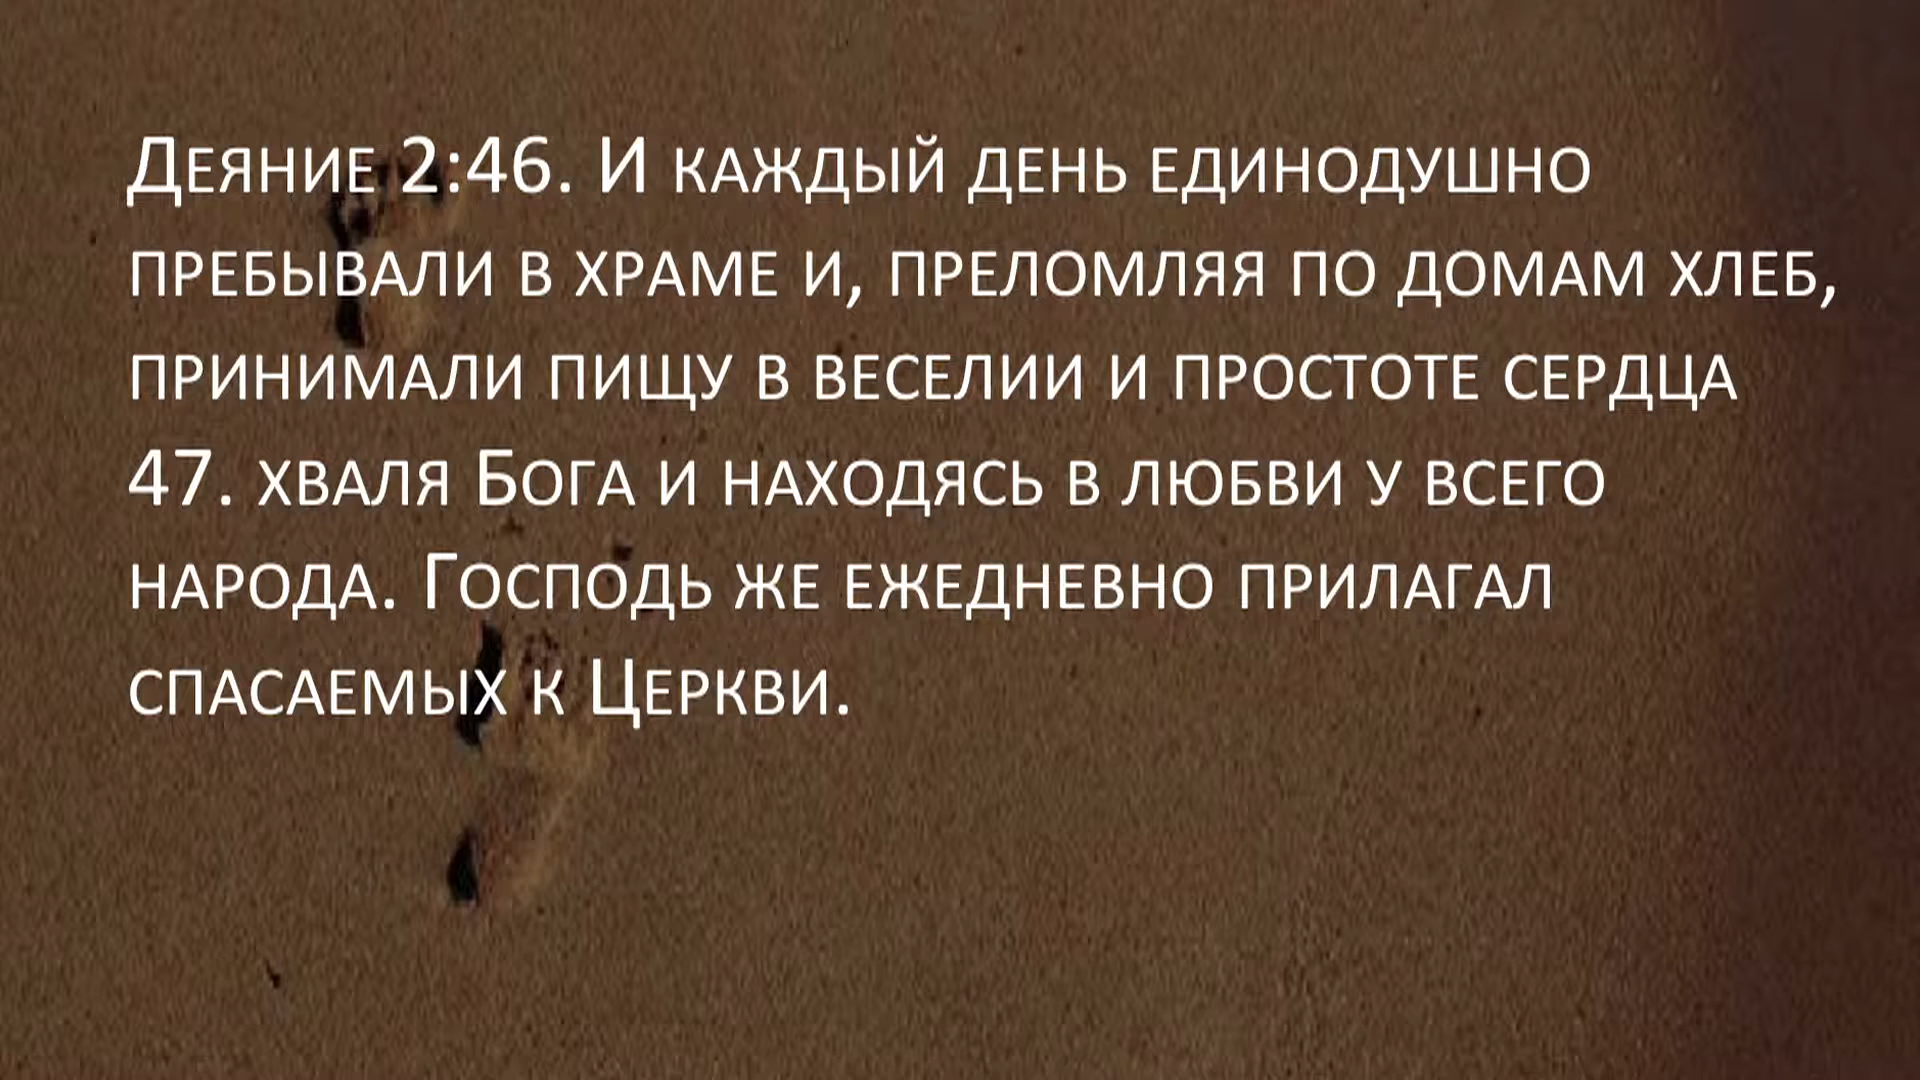 Деяние 2:46. И каждый день единодушно
пребывали в храме и, преломляя по домам хлеб,
принимали пищу в веселии и простоте сердца
47. хваля Бога и находясь в любви у всего
народа. Господь же ежедневно прилагал
спасаемых к Церкви.